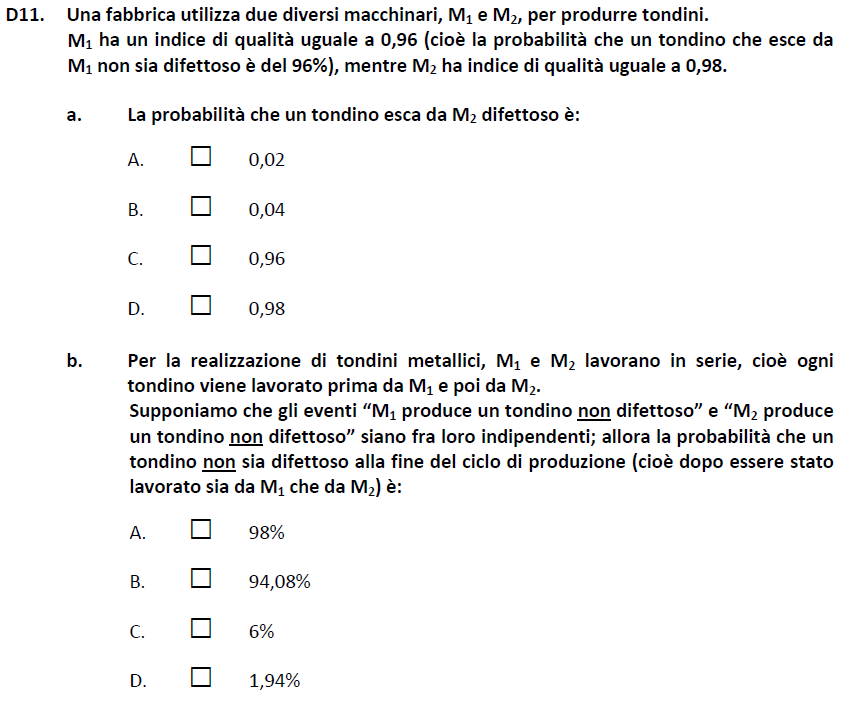 D11. Una fabbrica utilizza due diversi macchinari, M₁ e M₂, per produrre tondini.
M₁ ha un indice di qualità uguale a 0,96 (cioè la probabilità che un tondino che esce da
M₁ non sia difettoso è del 96%), mentre M₂ ha indice di qualità uguale a 0,98.
a. La probabilità che un tondino esca da M₂ difettoso è:
A. □ 0,02
B. □ 0,04
C. □ 0,96
D. □ 0,98
b. Per la realizzazione di tondini metallici, M₁ e M₂ lavorano in serie, cioè ogni
tondino viene lavorato prima da M₁ e poi da M₂.
Supponiamo che gli eventi “M₁ produce un tondino non difettoso” e “M₂ produce
un tondino non difettoso” siano fra loro indipendenti; allora la probabilità che un
tondino non sia difettoso alla fine del ciclo di produzione (cioè dopo essere stato
lavorato sia da M₁ che da M₂) è:
A. □ 98%
B. □ 94,08%
C. □ 6%
D. □ 1,94%